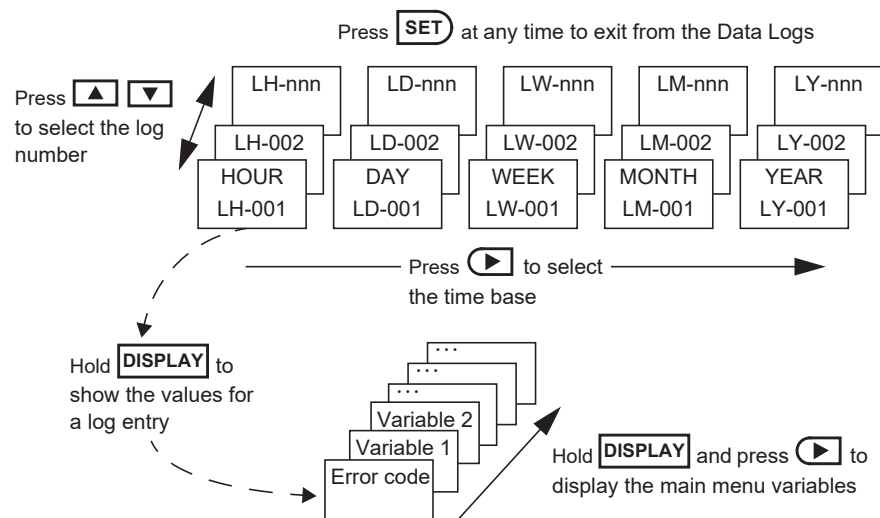 Press SET at any time to exit from the Data Logs
Press ▲ ▼
to select the log
number
LH-nnn LD-nnn LW-nnn LM-nnn LY-nnn
LH-002 LD-002 LW-002 LM-002 LY-002
HOUR DAY WEEK MONTH YEAR
LH-001 LD-001 LW-001 LM-001 LY-001
Press ▶ to select
the time base
Hold DISPLAY to
show the values for
a log entry
...
...
...
Variable 2
Variable 1
Error code
Hold DISPLAY and press ▶ to
display the main menu variables